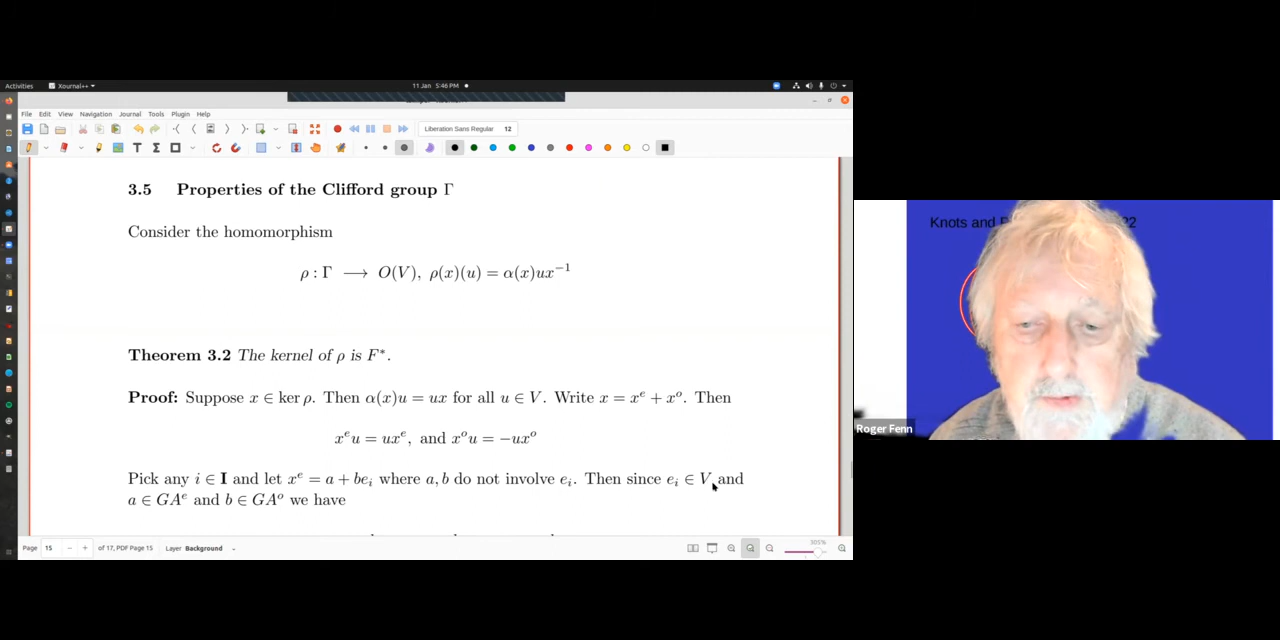 Activities Xournal++ 11 Jan 5:46 PM
File Edit View Navigation Journal Tools Plugin Help
Liberation Sans Regular 12
3.5 Properties of the Clifford group Γ
Consider the homomorphism
ρ : Γ ⟶ O(V), ρ(x)(u) = α(x)ux⁻¹
Theorem 3.2 The kernel of ρ is F*.
Proof: Suppose x ∈ ker ρ. Then α(x)u = ux for all u ∈ V. Write x = xᵉ + xᵒ. Then
xᵉu = uxᵉ, and xᵒu = −uxᵒ
Pick any i ∈ I and let xᵉ = a + beᵢ where a, b do not involve eᵢ. Then since eᵢ ∈ V and
a ∈ GAᵉ and b ∈ GAᵒ we have
Page 15 − + of 17, PDF Page 15 Layer Background 305%
Knots and
22
Roger Fenn